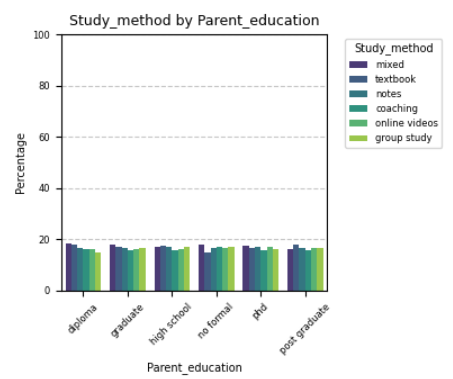 Study_method by Parent_education
100
80
60
40
20
0
Percentage
diploma
graduate
high school
no formal
phd
post graduate
Parent_education
Study_method
mixed
textbook
notes
coaching
online videos
group study